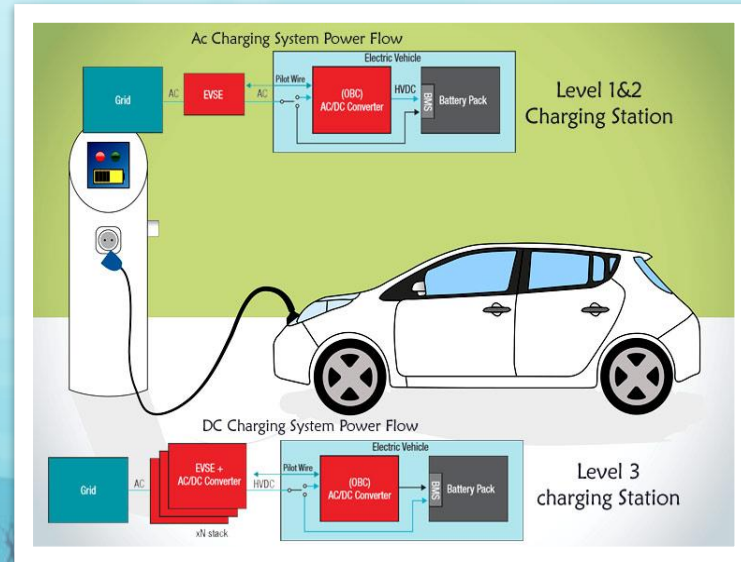 Ac Charging System Power Flow
Electric Vehicle
Grid
AC
EVSE
AC
Pilot Wire
(OBC)
AC/DC Converter
HVDC
BMS
Battery Pack
Level 1&2
Charging Station
DC Charging System Power Flow
Electric Vehicle
Grid
AC
EVSE +
AC/DC Converter
xN stack
HVDC
Pilot Wire
(OBC)
AC/DC Converter
BMS
Battery Pack
Level 3
charging Station